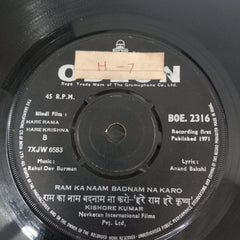 ODEON
H-7
Regd. Trade Mark of The Gramophone Co. Ltd.
45 R.P.M.
BOE. 2316
Hindi Film :
HARE RAMA
HARE KRISHNA
B
7XJW 6583
Recording first
Published 1971
Music :
Rahul Dev Burman
Lyric :
Anand Bakshi
RAM KA NAAM BADNAM NA KARO
राम का नाम बदनाम ना करो-"हरे राम हरे कृष्ण"
KISHORE KUMAR
Navketan International Films
Pvt. Ltd.